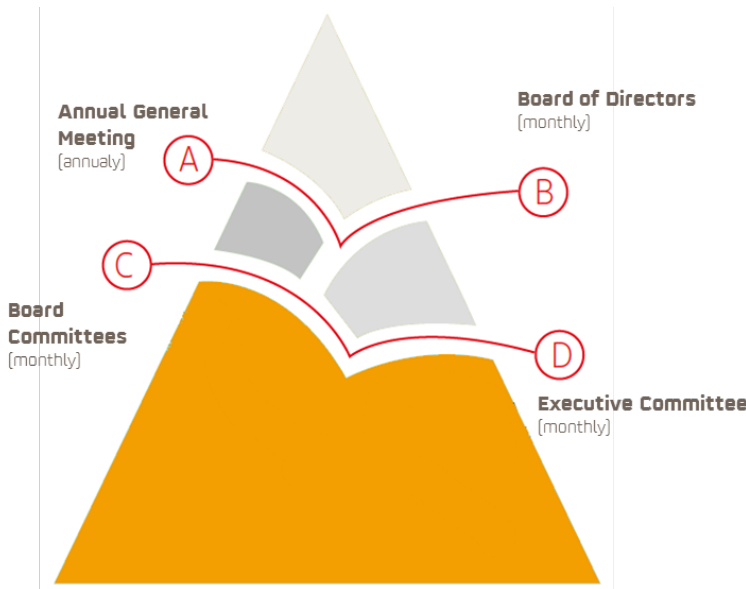 Annual General
Meeting
(annualy)
A
Board of Directors
(monthly)
B
C
Board
Committees
(monthly)
D
Executive Committee
(monthly)